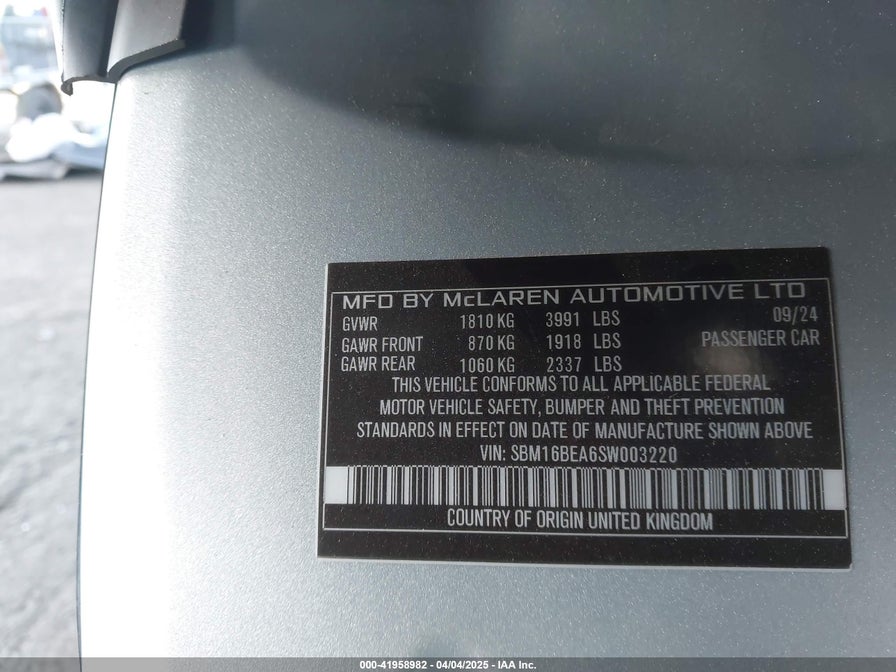 MFD BY McLAREN AUTOMOTIVE LTD
GVWR 1810 KG 3991 LBS 09/24
GAWR FRONT 870 KG 1918 LBS PASSENGER CAR
GAWR REAR 1060 KG 2337 LBS
THIS VEHICLE CONFORMS TO ALL APPLICABLE FEDERAL
MOTOR VEHICLE SAFETY, BUMPER AND THEFT PREVENTION
STANDARDS IN EFFECT ON DATE OF MANUFACTURE SHOWN ABOVE
VIN: SBM16BEA6SW003220
COUNTRY OF ORIGIN UNITED KINGDOM
000-41958982 - 04/04/2025 - IAA Inc.